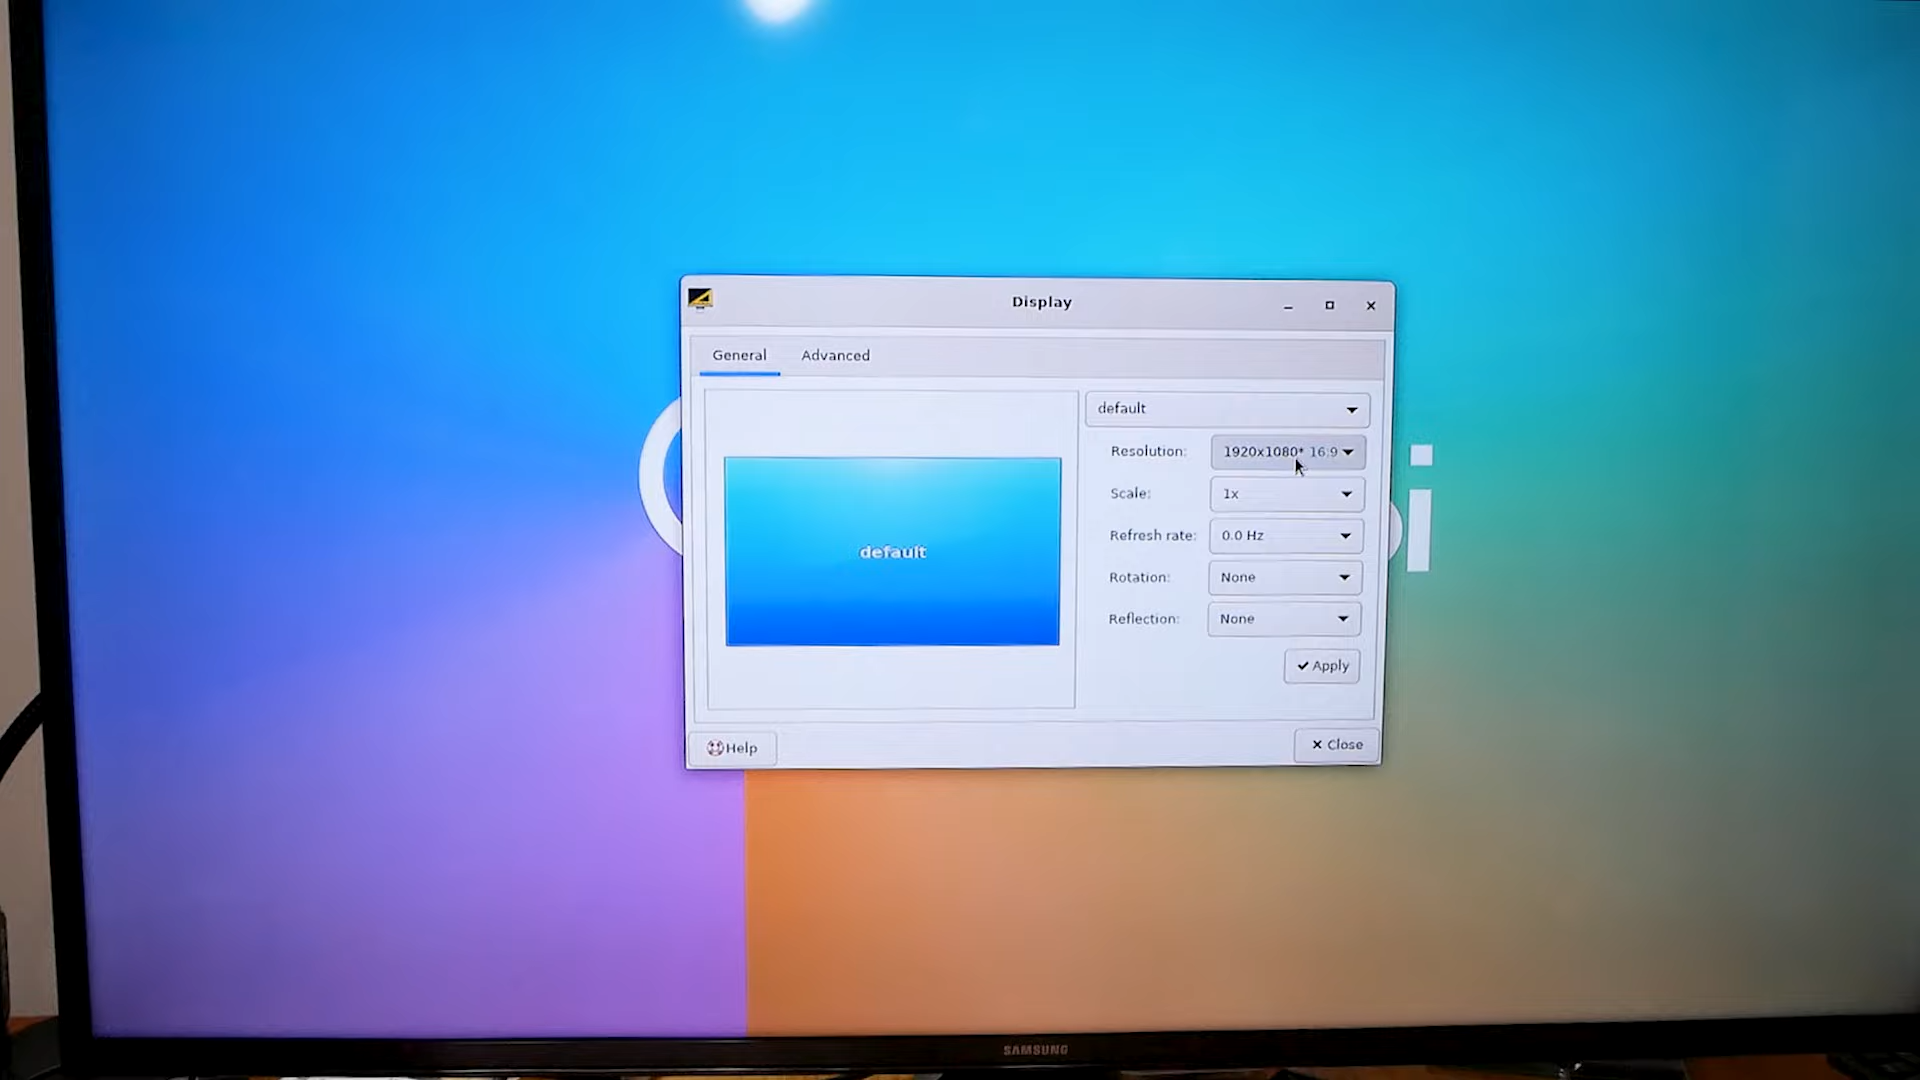 Display
General Advanced
default
Resolution: 1920x1080* 16:9
Scale: 1x
default
Refresh rate: 0.0 Hz
Rotation: None
Reflection: None
Apply
Help
Close
i
SAMSUNG